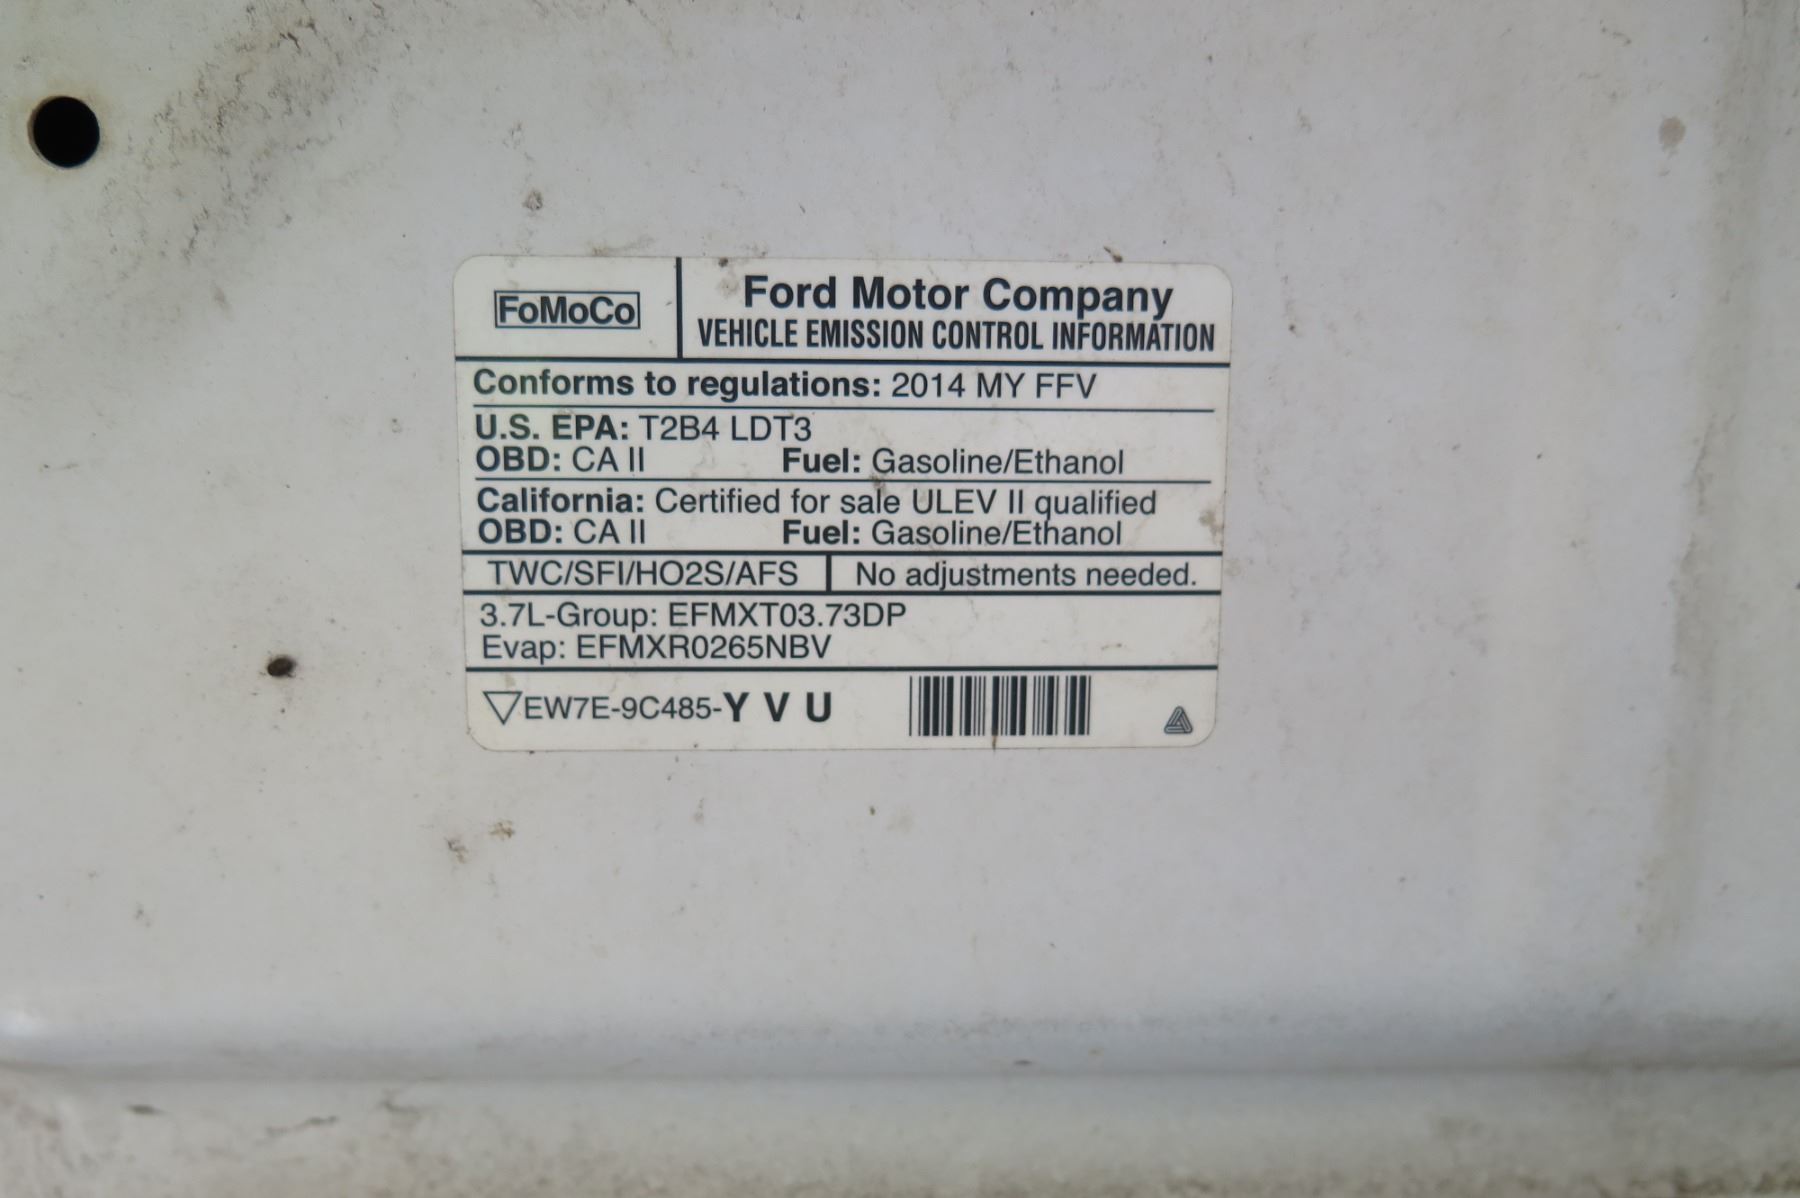 FoMoCo
Ford Motor Company
VEHICLE EMISSION CONTROL INFORMATION
Conforms to regulations: 2014 MY FFV
U.S. EPA: T2B4 LDT3
OBD: CA II Fuel: Gasoline/Ethanol
California: Certified for sale ULEV II qualified
OBD: CA II Fuel: Gasoline/Ethanol
TWC/SFI/HO2S/AFS No adjustments needed.
3.7L-Group: EFMXT03.73DP
Evap: EFMXR0265NBV
EW7E-9C485-Y V U